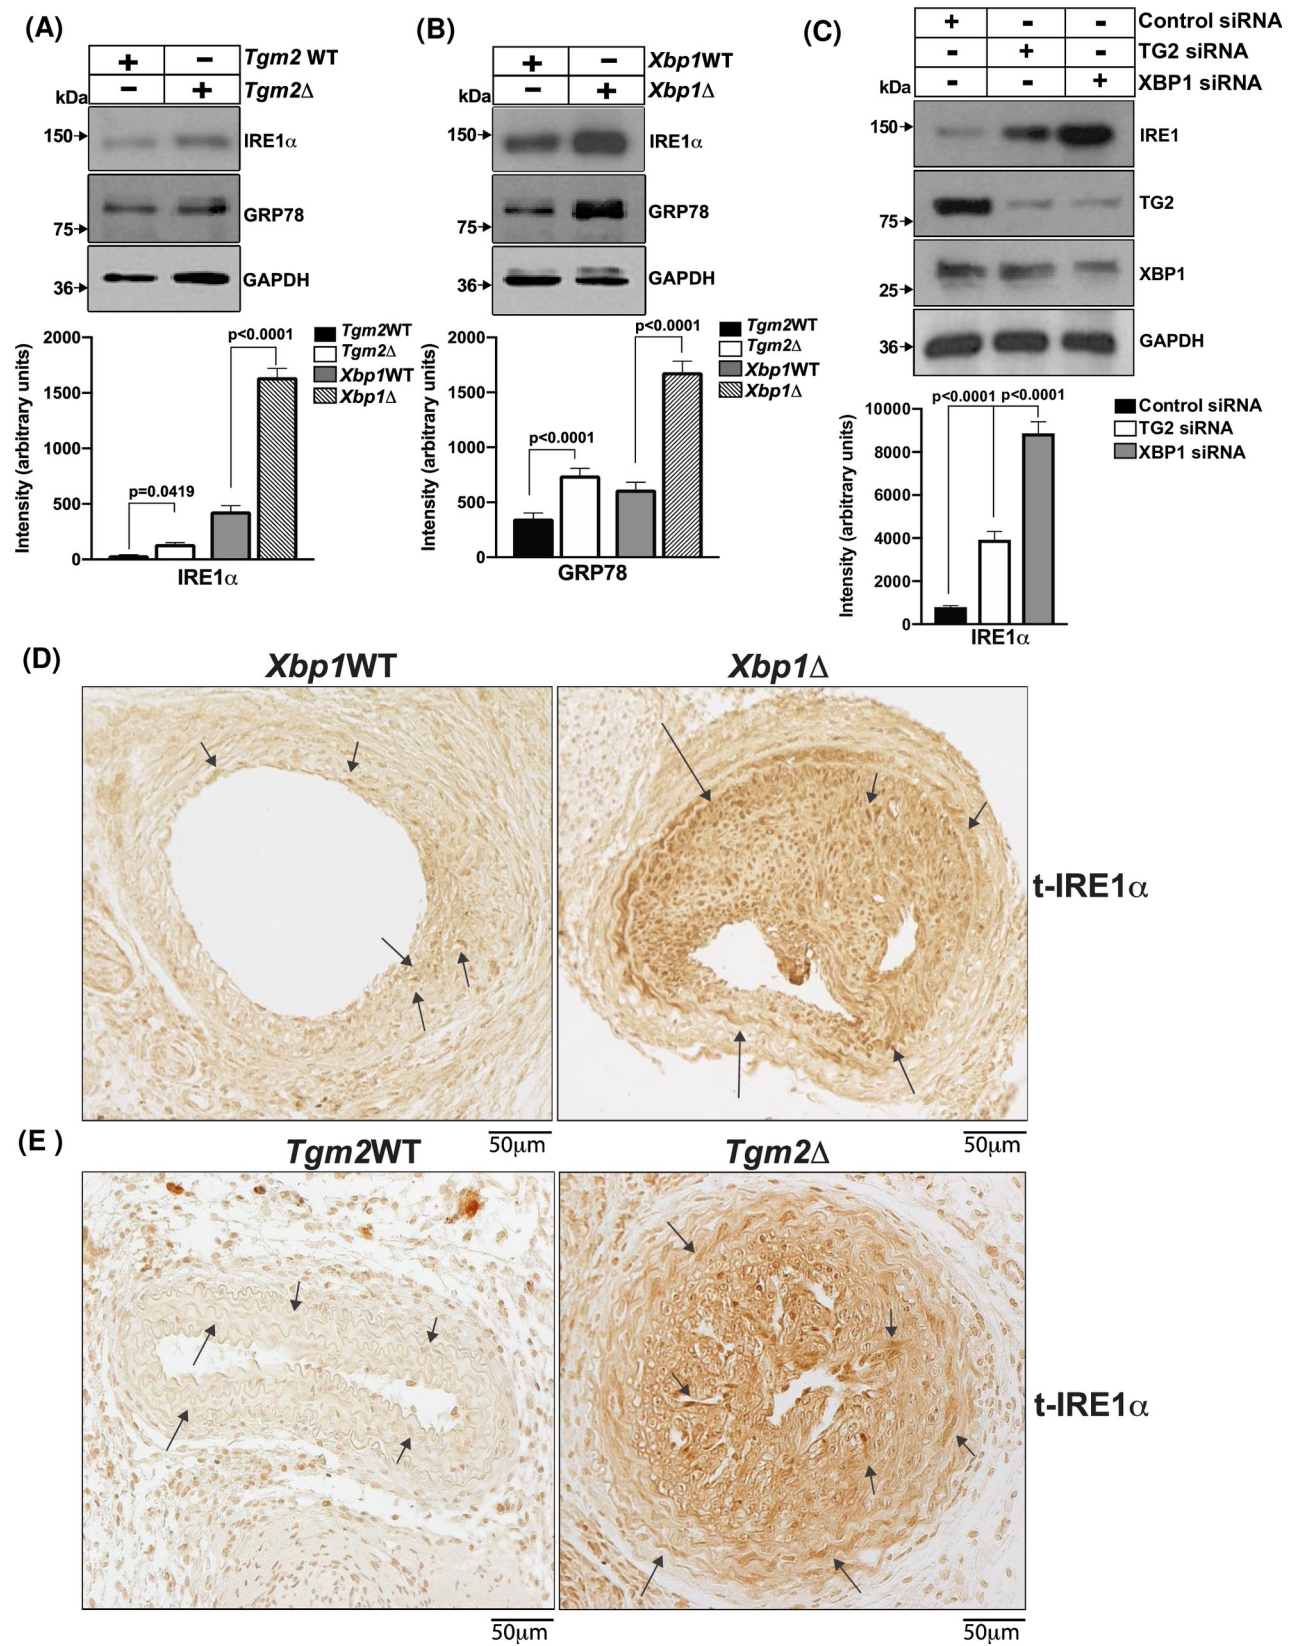 (A)
+ - Tgm2 WT
- + Tgm2Δ
kDa
150 IRE1α
GRP78
75
36 GAPDH
2000
1500
1000
500
0
Intensity (arbitrary units)
p=0.0419
p<0.0001
Tgm2WT
Tgm2Δ
Xbp1WT
Xbp1Δ
IRE1α
(B)
+ - Xbp1WT
- + Xbp1Δ
kDa
150 IRE1α
GRP78
75
36 GAPDH
2000
1500
1000
500
0
Intensity (arbitrary units)
p<0.0001
p<0.0001
Tgm2WT
Tgm2Δ
Xbp1WT
Xbp1Δ
GRP78
(C)
+ - - Control siRNA
- + - TG2 siRNA
- - + XBP1 siRNA
kDa
150 IRE1
TG2
75
XBP1
25
36 GAPDH
10000
8000
6000
4000
2000
0
Intensity (arbitrary units)
p<0.0001 p<0.0001
Control siRNA
TG2 siRNA
XBP1 siRNA
IRE1α
(D)
Xbp1WT Xbp1Δ
t-IRE1α
50μm 50μm
(E )
Tgm2WT Tgm2Δ
t-IRE1α
50μm 50μm